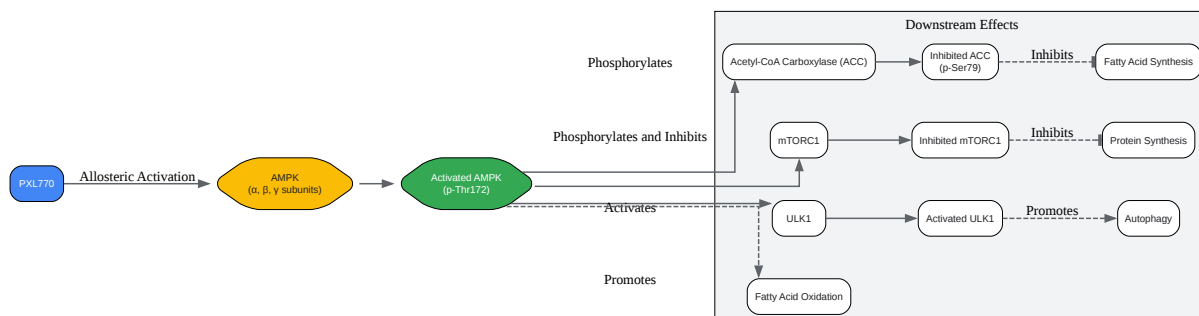 Downstream Effects
Phosphorylates
Acetyl-CoA Carboxylase (ACC)
Inhibited ACC
(p-Ser79)
Inhibits
Fatty Acid Synthesis
Phosphorylates and Inhibits
mTORC1
Inhibited mTORC1
Inhibits
Protein Synthesis
PXL770
Allosteric Activation
AMPK
(α, β, γ subunits)
Activated AMPK
(p-Thr172)
Activates
ULK1
Activated ULK1
Promotes
Autophagy
Promotes
Fatty Acid Oxidation